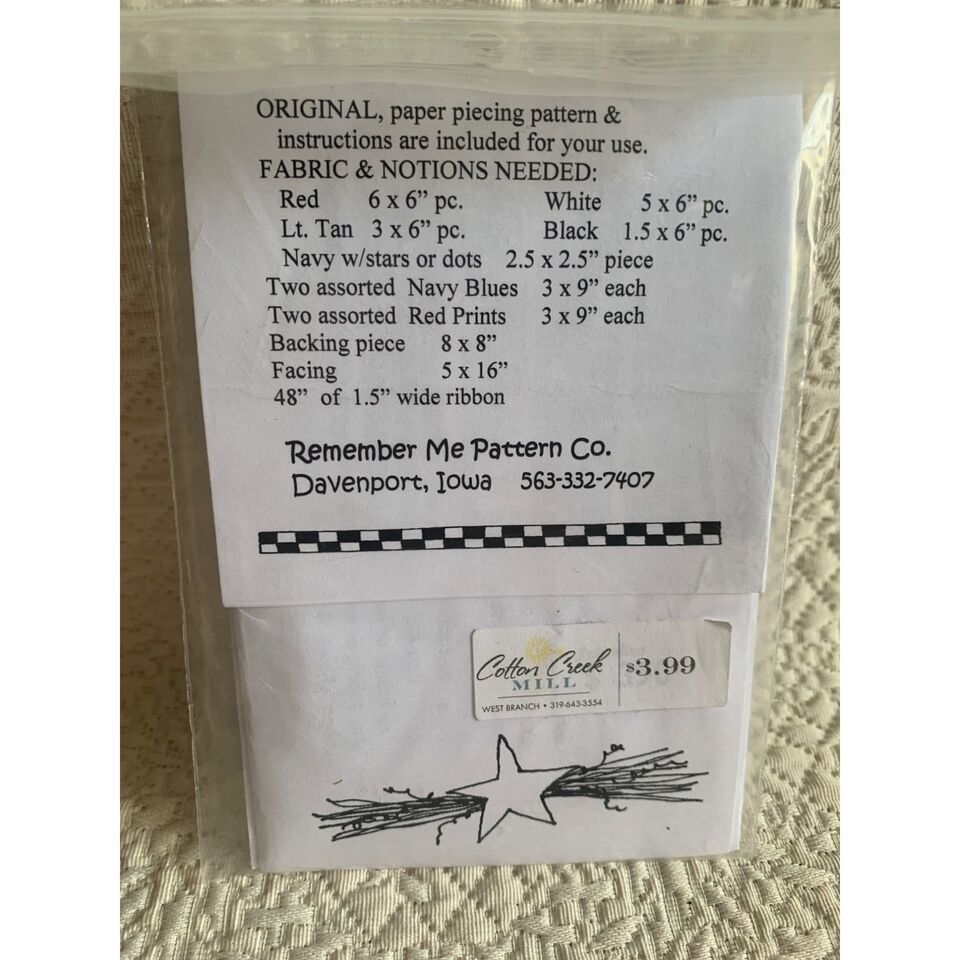 ORIGINAL, paper piecing pattern &
instructions are included for your use.
FABRIC & NOTIONS NEEDED:
Red 6 x 6” pc. White 5 x 6” pc.
Lt. Tan 3 x 6” pc. Black 1.5 x 6” pc.
Navy w/stars or dots 2.5 x 2.5” piece
Two assorted Navy Blues 3 x 9” each
Two assorted Red Prints 3 x 9” each
Backing piece 8 x 8”
Facing 5 x 16”
48” of 1.5” wide ribbon
Remember Me Pattern Co.
Davenport, Iowa 563-332-7407
Cotton Creek
MILL
WEST BRANCH • 319-643-3554
$3.99